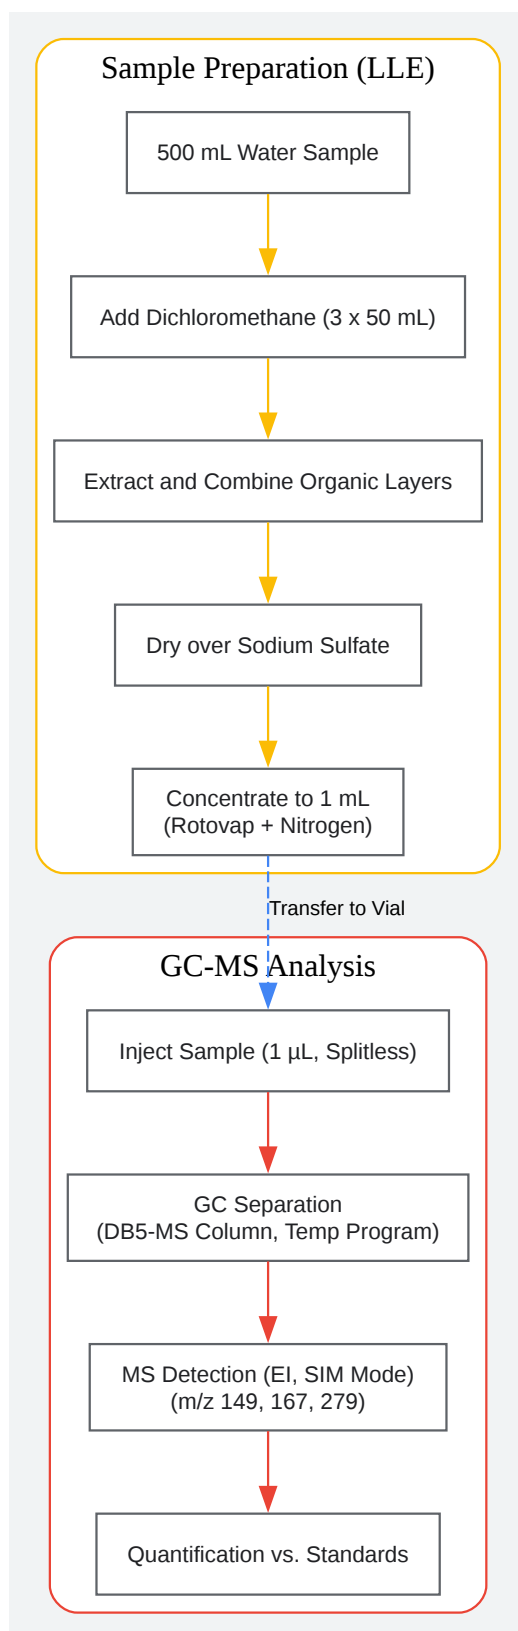 Sample Preparation (LLE)
500 mL Water Sample
Add Dichloromethane (3 x 50 mL)
Extract and Combine Organic Layers
Dry over Sodium Sulfate
Concentrate to 1 mL
(Rotovap + Nitrogen)
Transfer to Vial
GC-MS Analysis
Inject Sample (1 µL, Splitless)
GC Separation
(DB5-MS Column, Temp Program)
MS Detection (EI, SIM Mode)
(m/z 149, 167, 279)
Quantification vs. Standards